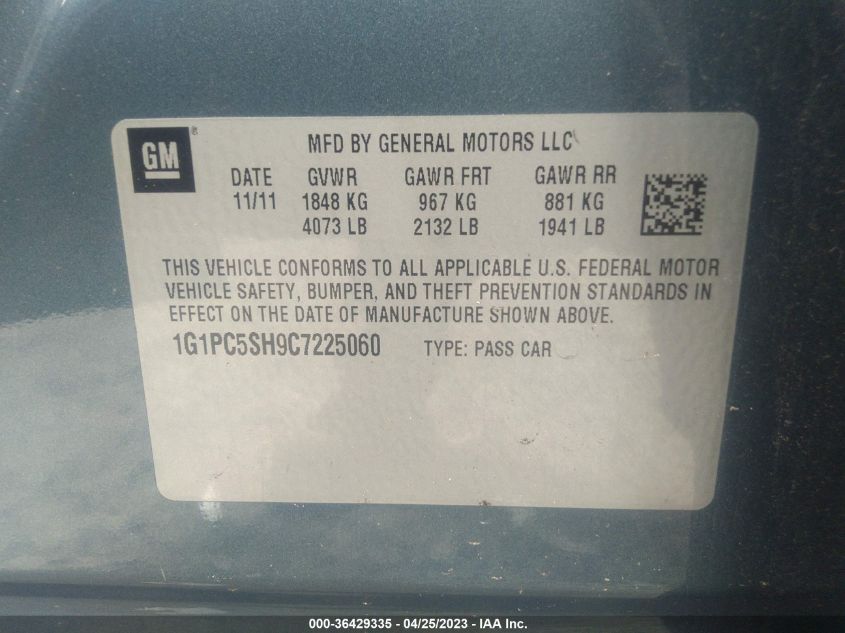 GM
MFD BY GENERAL MOTORS LLC
DATE GVWR GAWR FRT GAWR RR
11/11 1848 KG 967 KG 881 KG
4073 LB 2132 LB 1941 LB
THIS VEHICLE CONFORMS TO ALL APPLICABLE U.S. FEDERAL MOTOR
VEHICLE SAFETY, BUMPER, AND THEFT PREVENTION STANDARDS IN
EFFECT ON THE DATE OF MANUFACTURE SHOWN ABOVE.
1G1PC5SH9C7225060 TYPE: PASS CAR
000-36429335 - 04/25/2023 - IAA Inc.